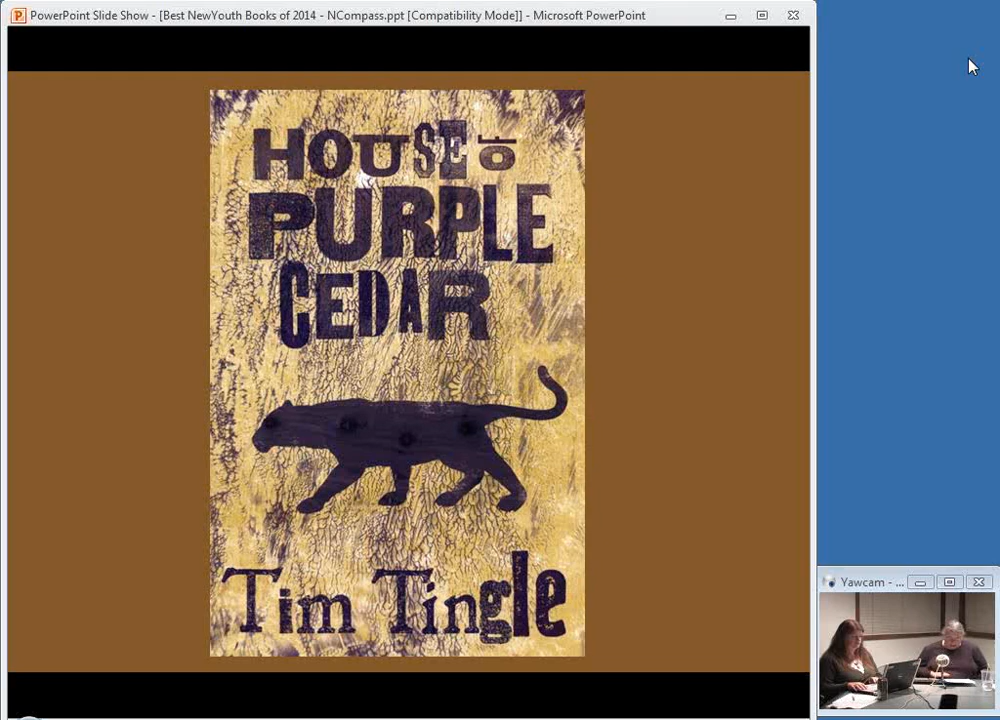 PowerPoint Slide Show - [Best NewYouth Books of 2014 - NCompass.ppt [Compatibility Mode]] - Microsoft PowerPoint
HOUSE OF
PURPLE
CEDAR
Tim Tingle
Yawcam - ...